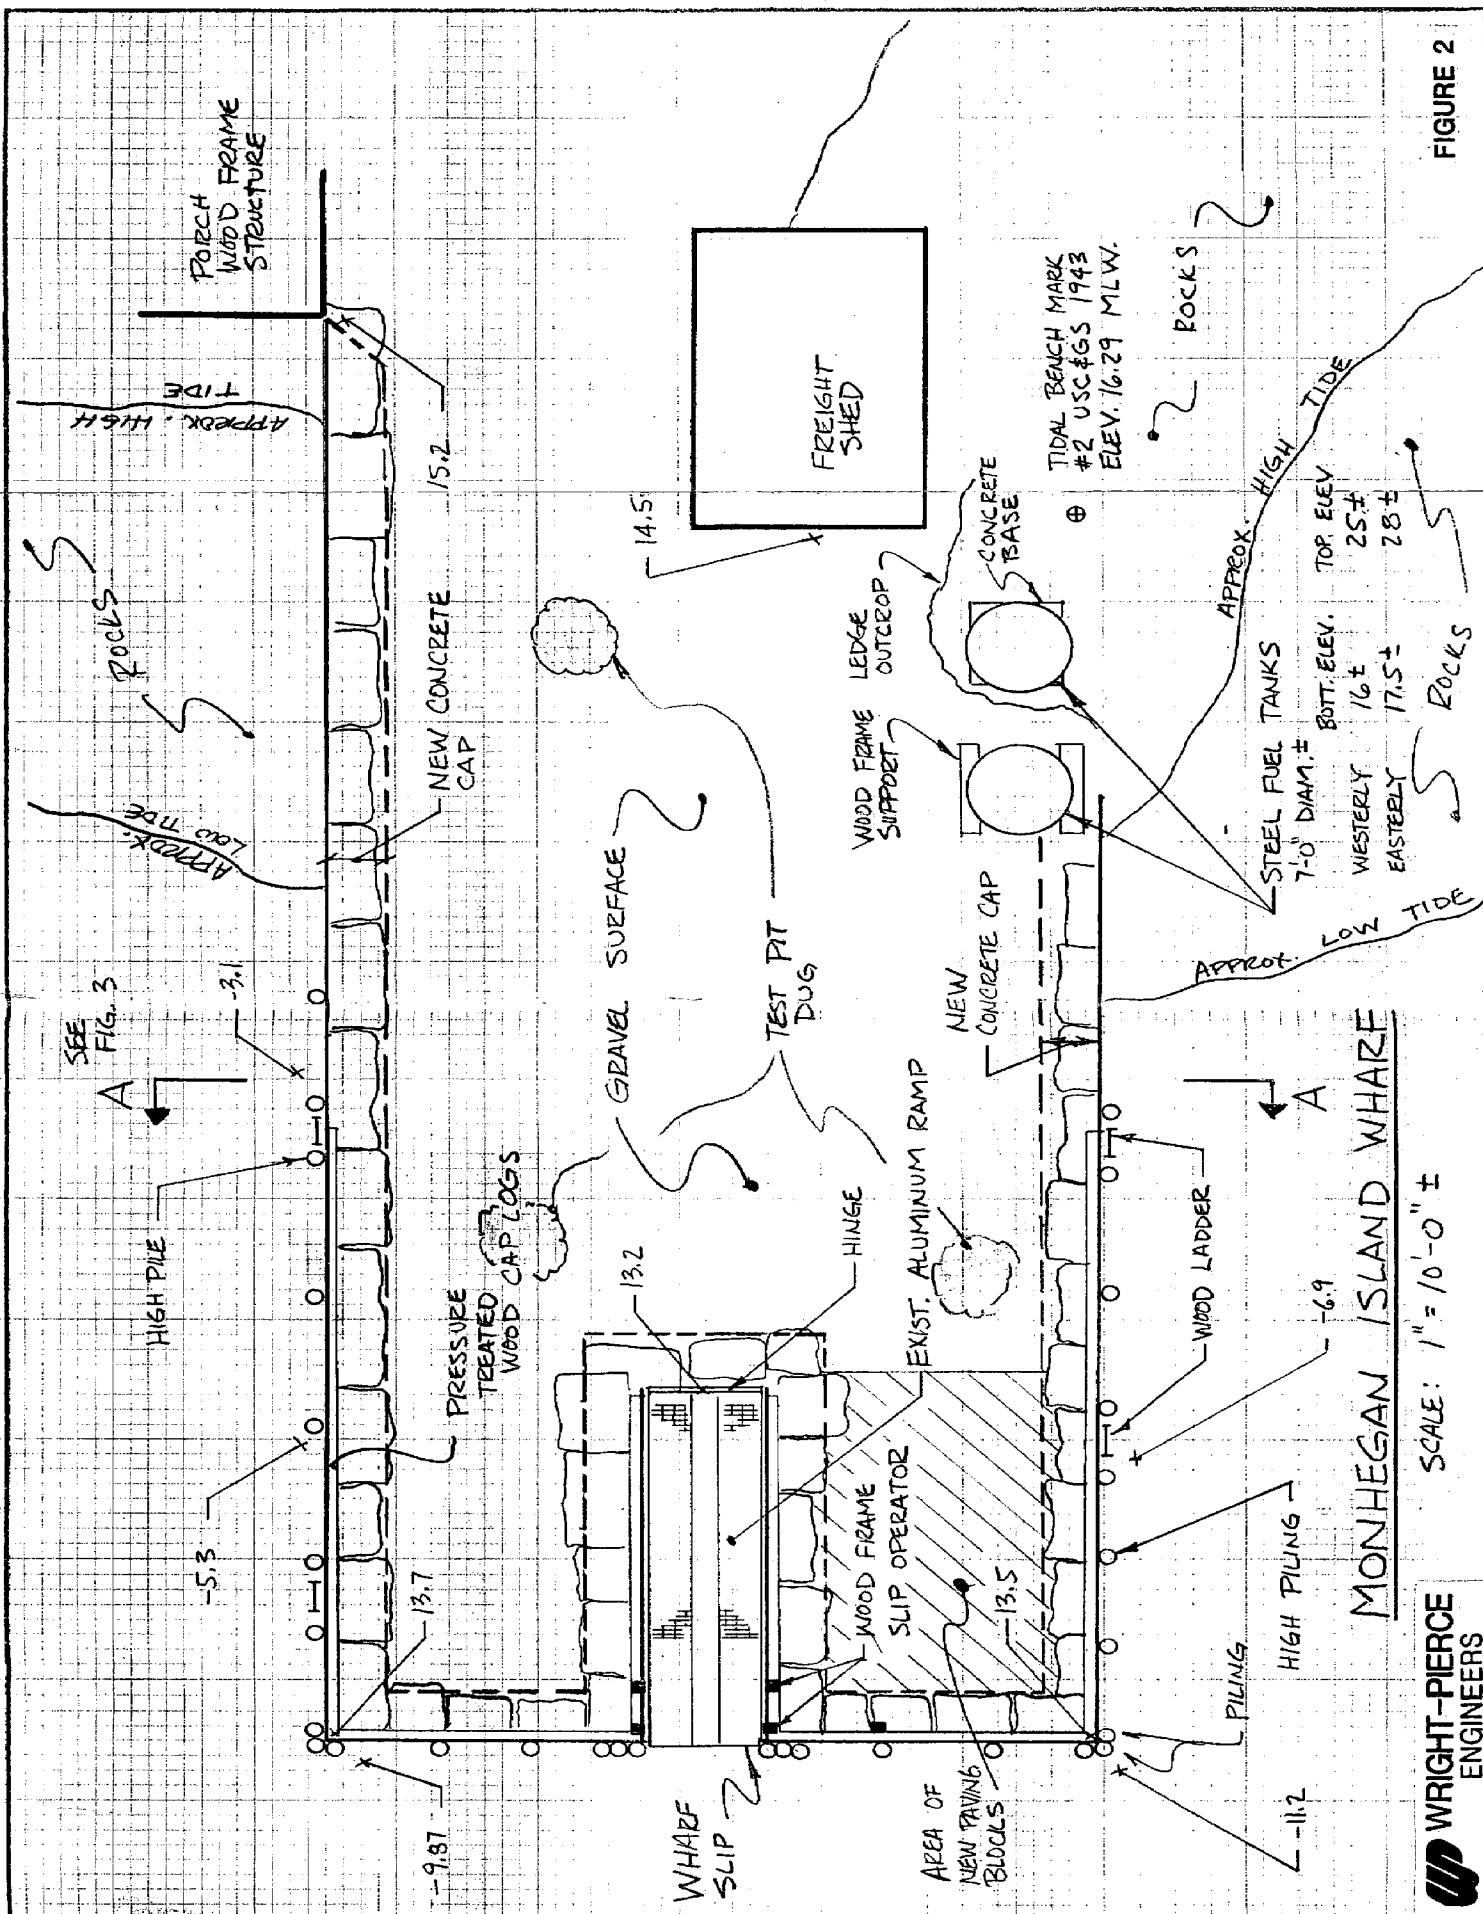 PORCH
WOOD FRAME
STRUCTURE
APPROX. HIGH
TIDE
15.2
ROCKS
NEW CONCRETE
CAP
APPROX.
LOW TIDE
SEE
FIG. 3
A
-3.1
HIGH PILE
PRESSURE
TREATED
WOOD CAP LOGS
-5.3
13.7
-9.87
14.5
FREIGHT
SHED
GRAVEL SURFACE
TEST PIT
DUG
13.2
HINGE
EXIST. ALUMINUM RAMP
WHARF
SLIP
WOOD FRAME
SLIP OPERATOR
13.5
AREA OF
NEW PAVING
BLOCKS
LEDGE
OUTCROP
CONCRETE
BASE
WOOD FRAME
SUPPORT
NEW
CONCRETE CAP
TIDAL BENCH MARK
#2 USC&GS 1943
ELEV. 16.29 MLW.
ROCKS
APPROX. HIGH TIDE
STEEL FUEL TANKS
7'-0" DIAM.±
BOTT. ELEV. TOP. ELEV
WESTERLY 16± 25±
EASTERLY 17.5± 28±
ROCKS
APPROX. LOW TIDE
A
WOOD LADDER
-6.9
HIGH PILING
PILING
-11.2
MONHEGAN ISLAND WHARF
SCALE: 1" = 10'-0" ±
WRIGHT-PIERCE
ENGINEERS
FIGURE 2